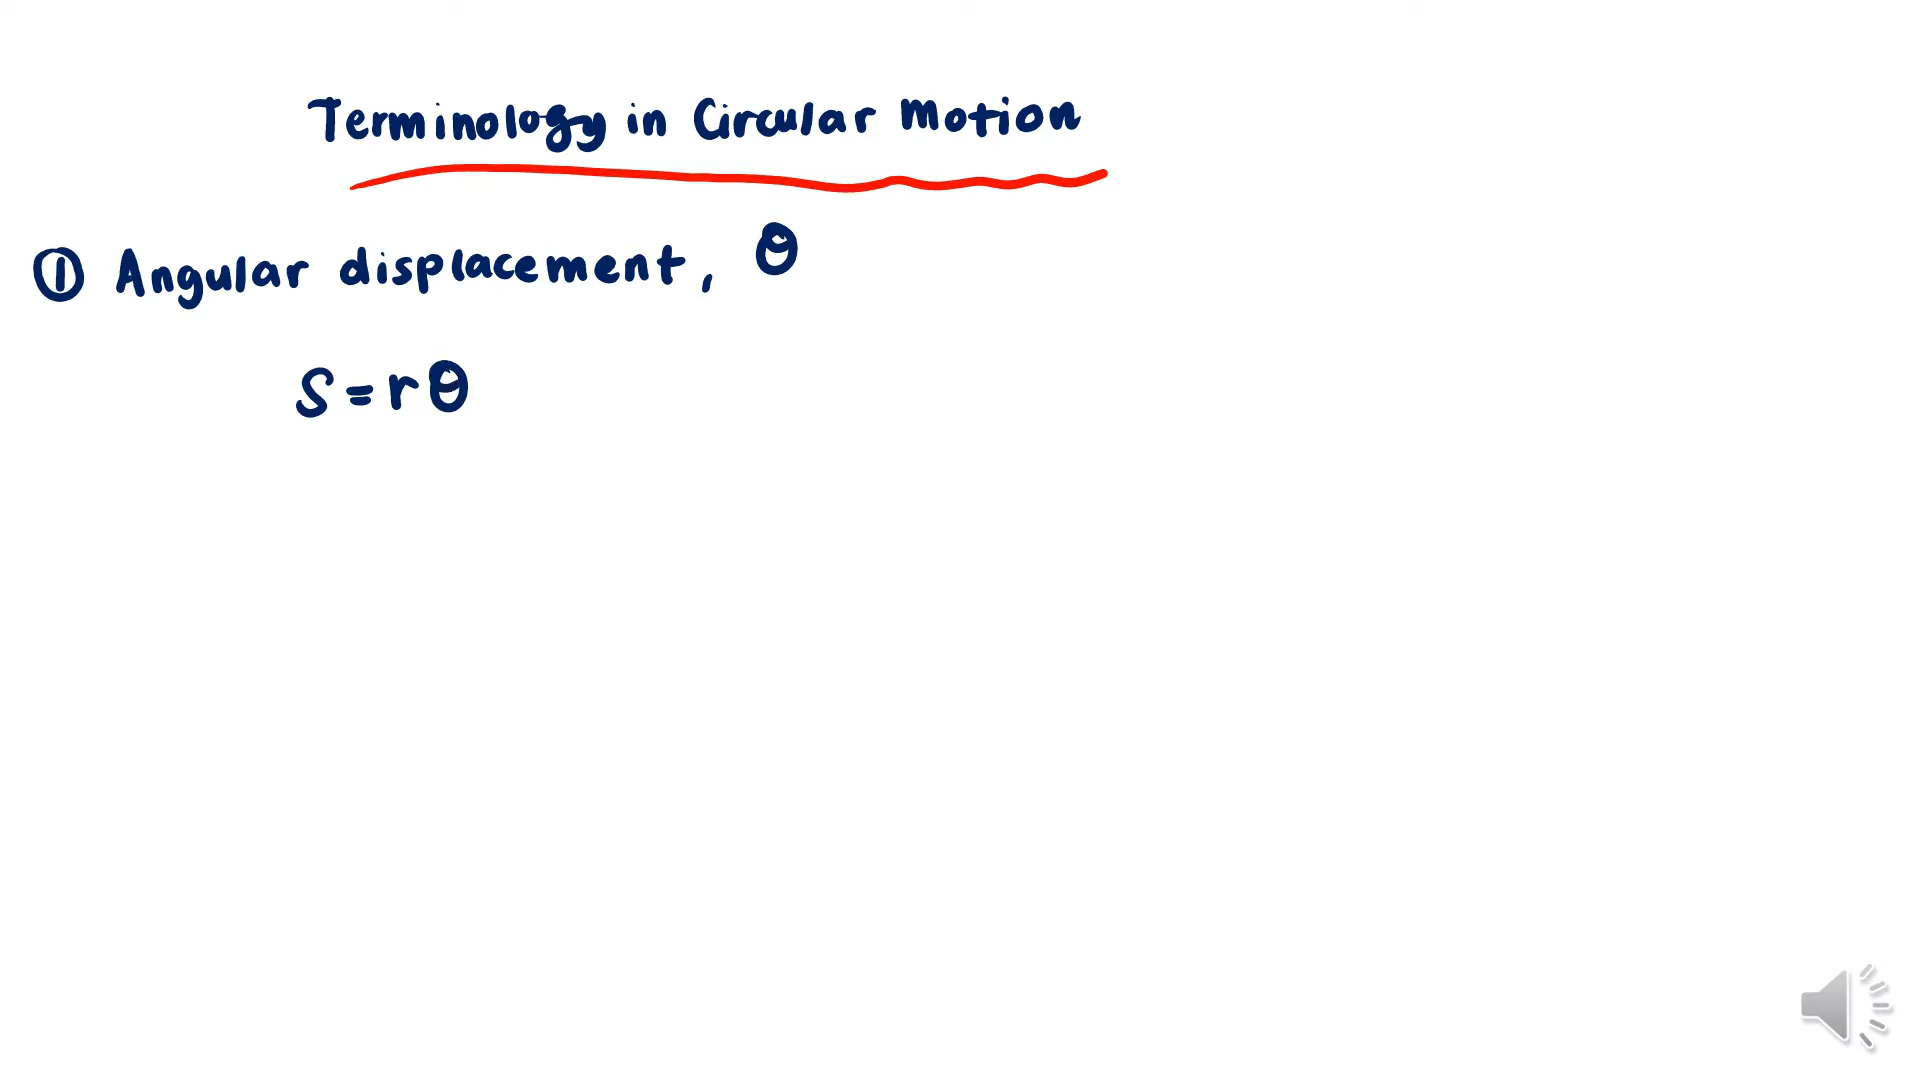 Terminology in Circular Motion
① Angular displacement, θ
S = rθ